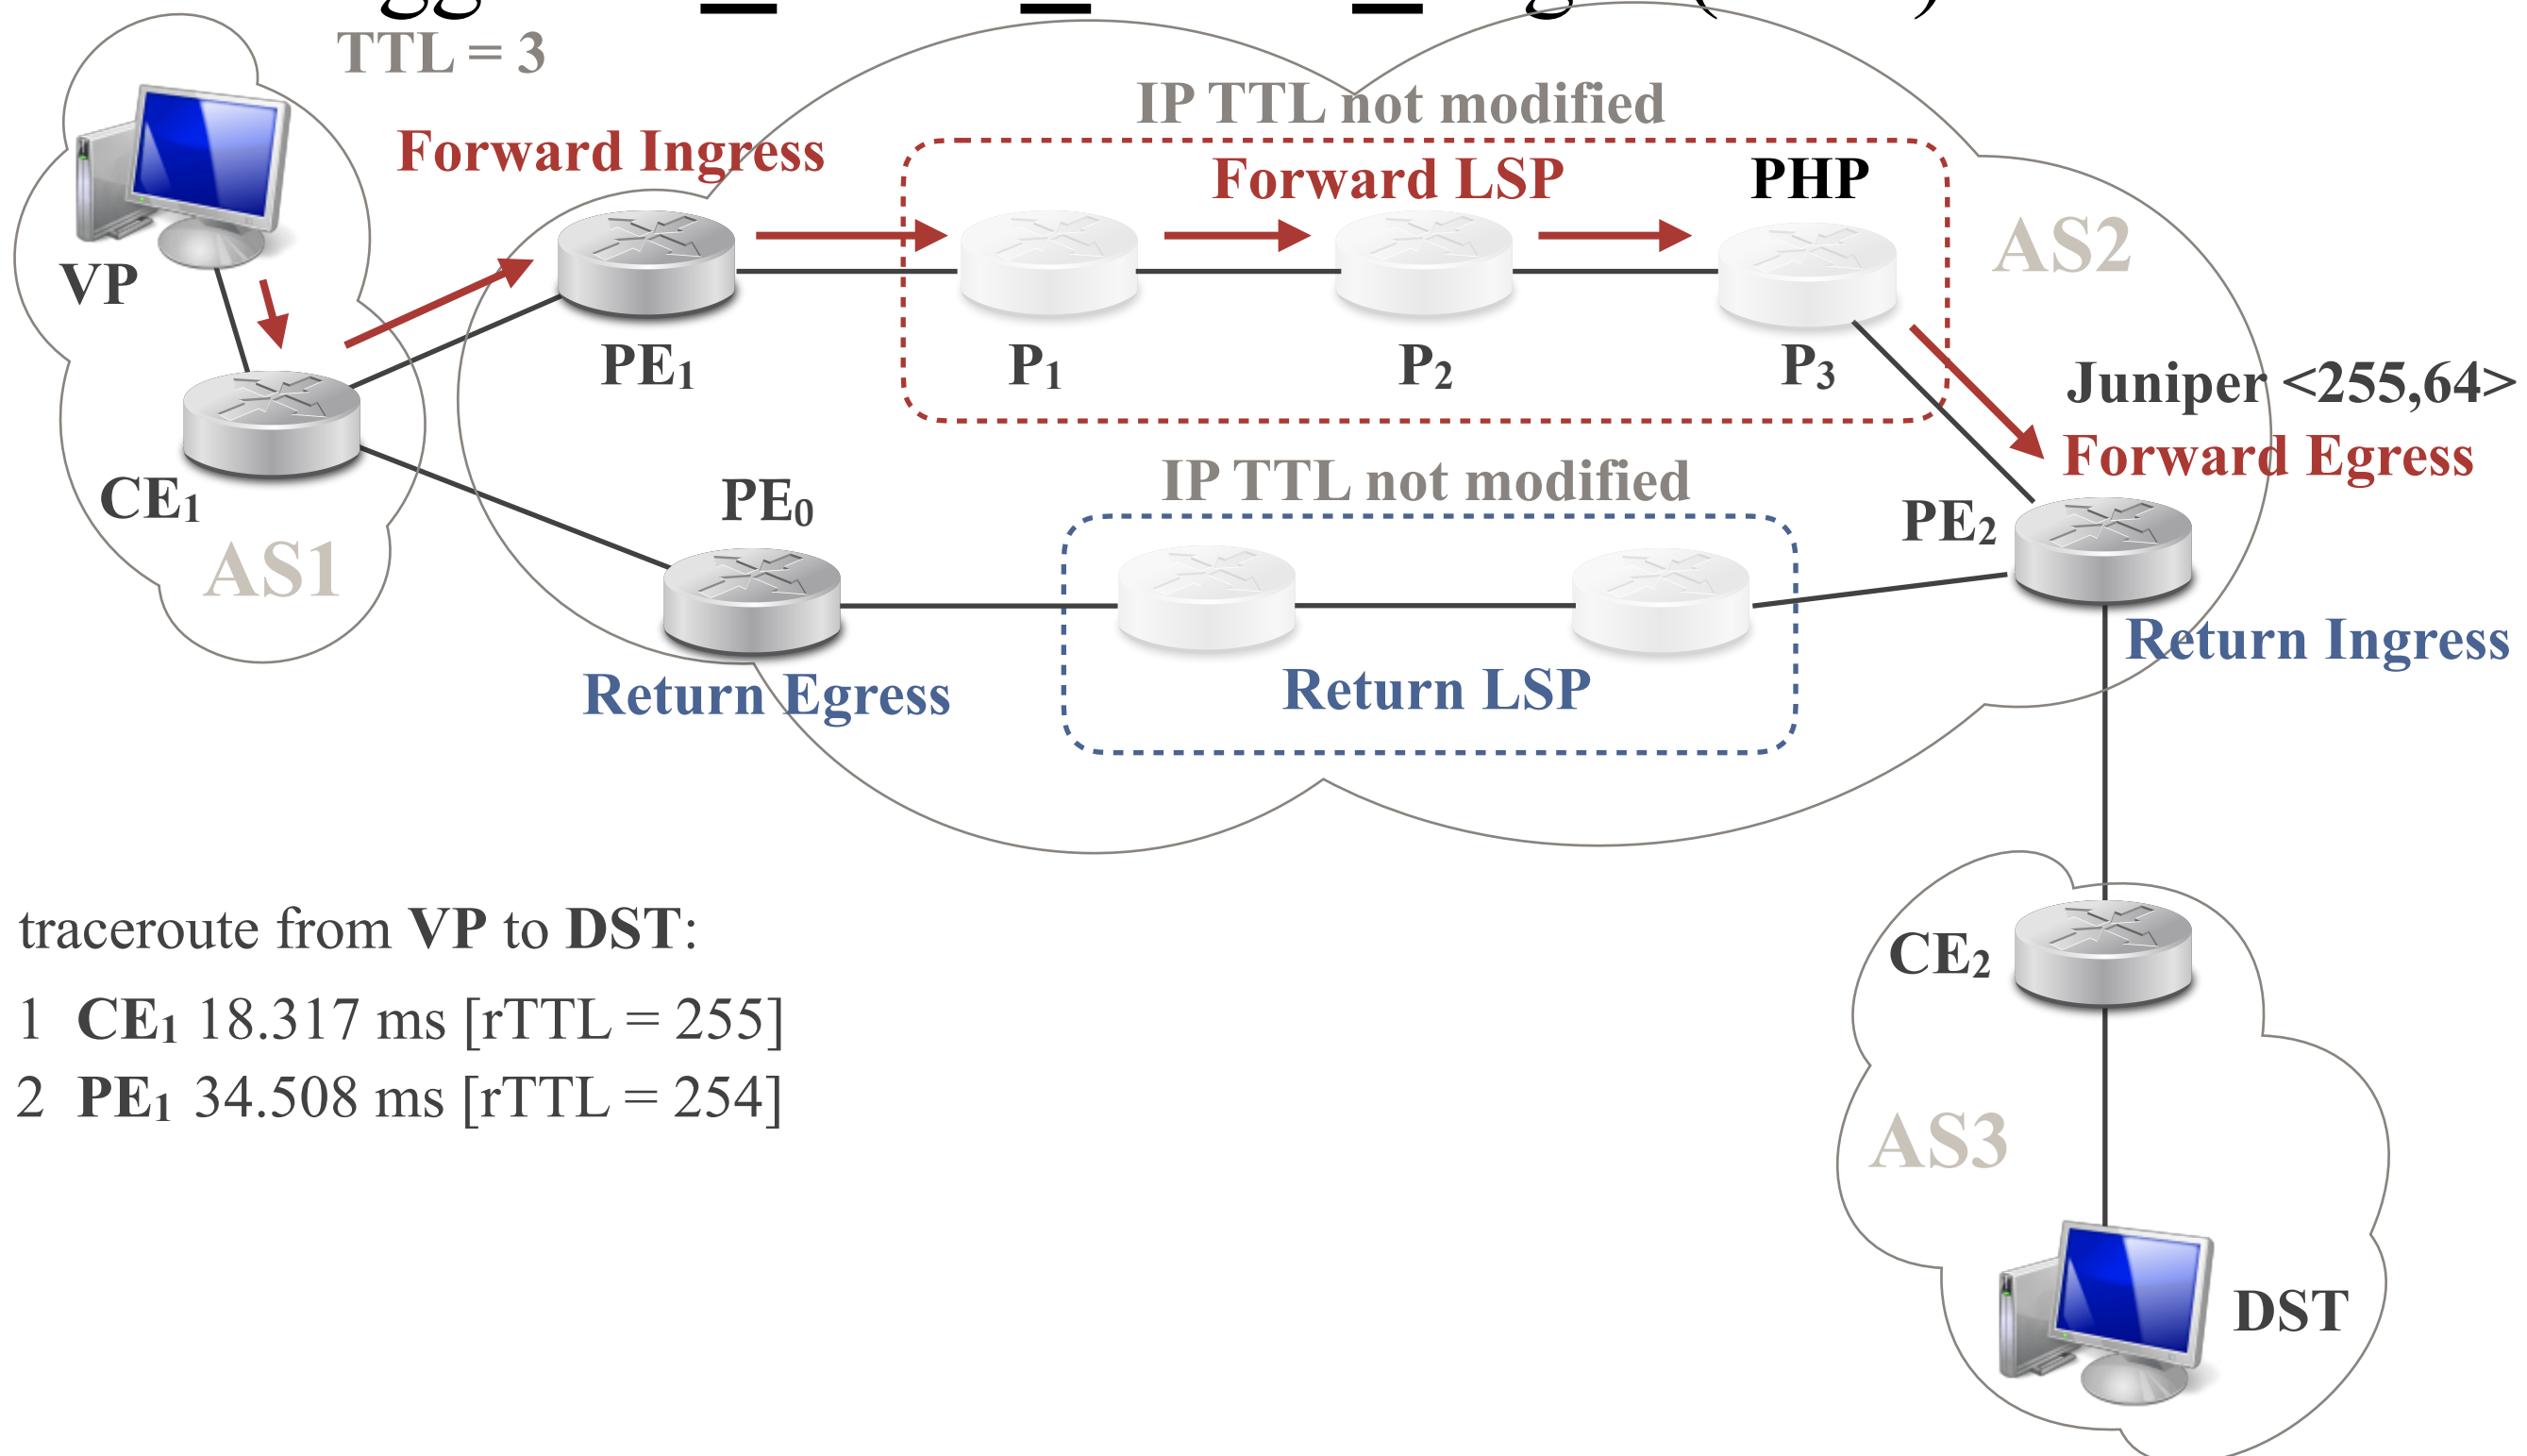 TTL = 3
IP TTL not modified
Forward Ingress
Forward LSP
PHP
AS2
VP
PE1
P1
P2
P3
Juniper <255,64>
Forward Egress
CE1
PE0
IP TTL not modified
PE2
AS1
Return Ingress
Return Egress
Return LSP
traceroute from VP to DST:
1 CE1 18.317 ms [rTTL = 255]
2 PE1 34.508 ms [rTTL = 254]
CE2
AS3
DST